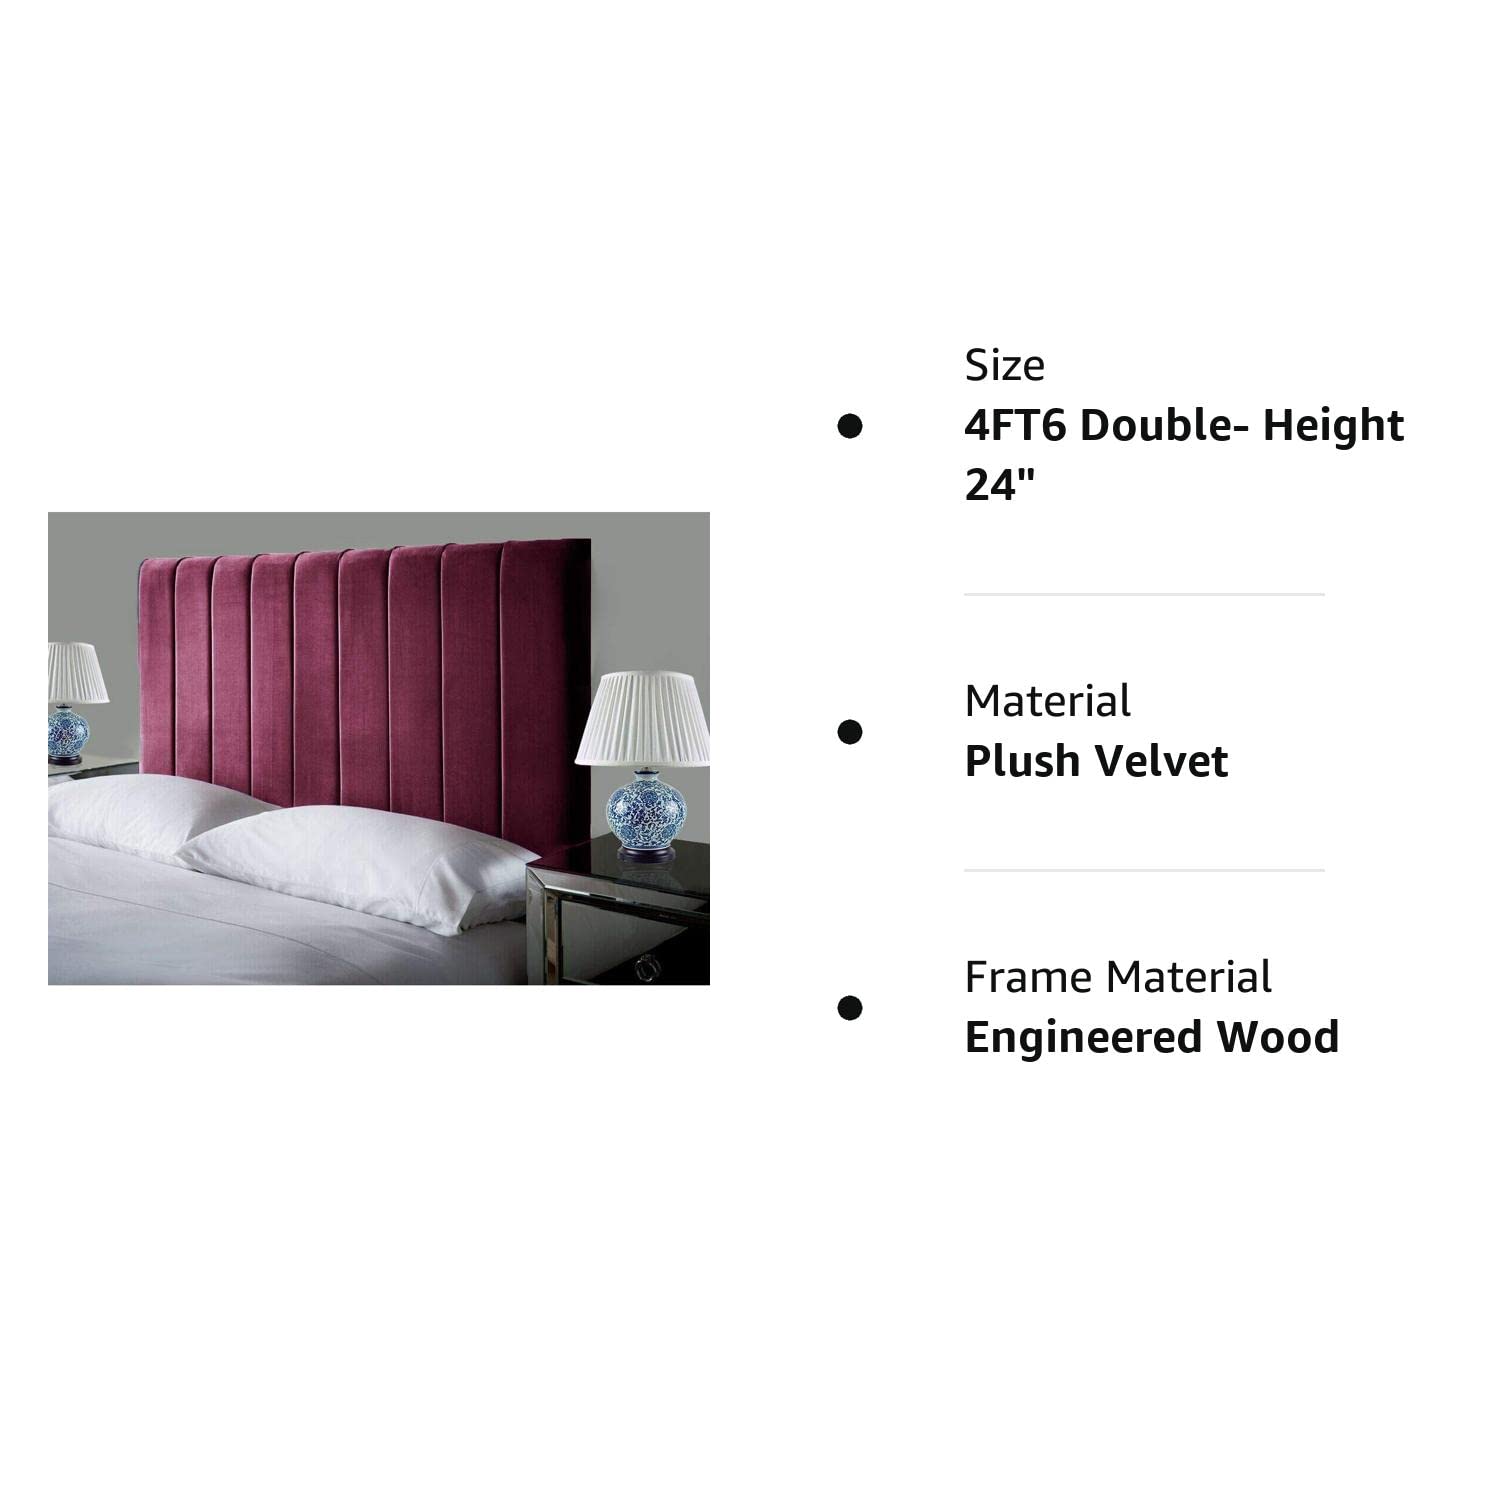 Size
4FT6 Double- Height
24"
Material
Plush Velvet
Frame Material
Engineered Wood